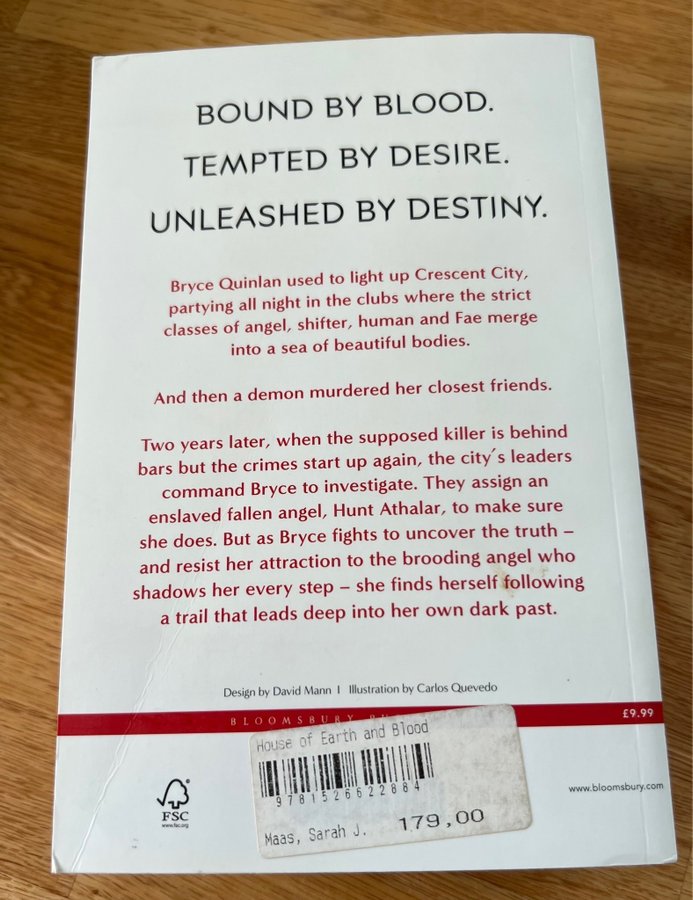 BOUND BY BLOOD.
TEMPTED BY DESIRE.
UNLEASHED BY DESTINY.
Bryce Quinlan used to light up Crescent City,
partying all night in the clubs where the strict
classes of angel, shifter, human and Fae merge
into a sea of beautiful bodies.
And then a demon murdered her closest friends.
Two years later, when the supposed killer is behind
bars but the crimes start up again, the city´s leaders
command Bryce to investigate. They assign an
enslaved fallen angel, Hunt Athalar, to make sure
she does. But as Bryce fights to uncover the truth –
and resist her attraction to the brooding angel who
shadows her every step – she finds herself following
a trail that leads deep into her own dark past.
Design by David Mann I Illustration by Carlos Quevedo
BLOOMSBURY
£9.99
House of Earth and Blood
9781526622884
Maas, Sarah J. 179,00
FSC
www.fsc.org
www.bloomsbury.com